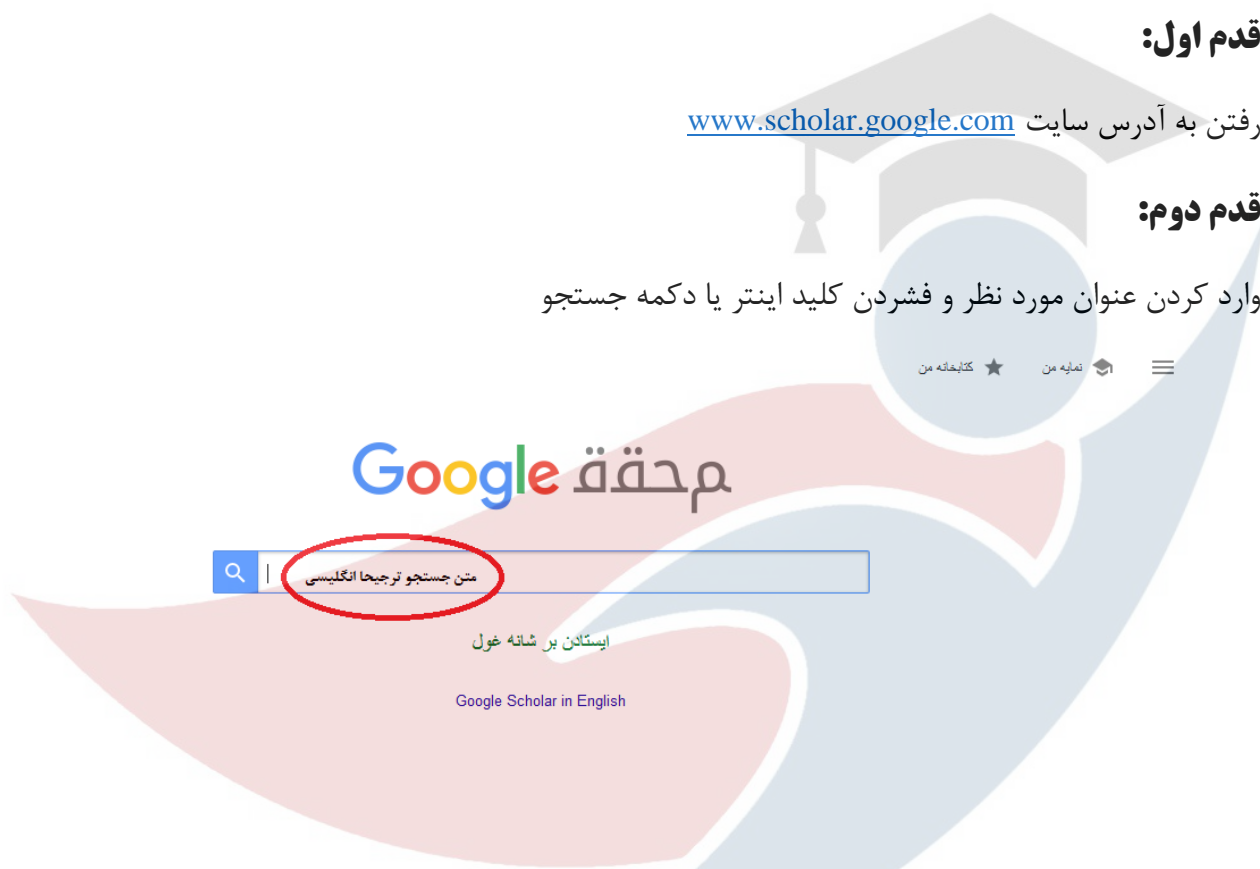 قدم اول:
رفتن به آدرس سایت www.scholar.google.com
قدم دوم:
وارد کردن عنوان مورد نظر و فشردن کلید اینتر یا دکمه جستجو
نمایه من کتابخانه من
محقق Google
متن جستجو ترجیحا انگلیسی
ایستادن بر شانه غول
Google Scholar in English